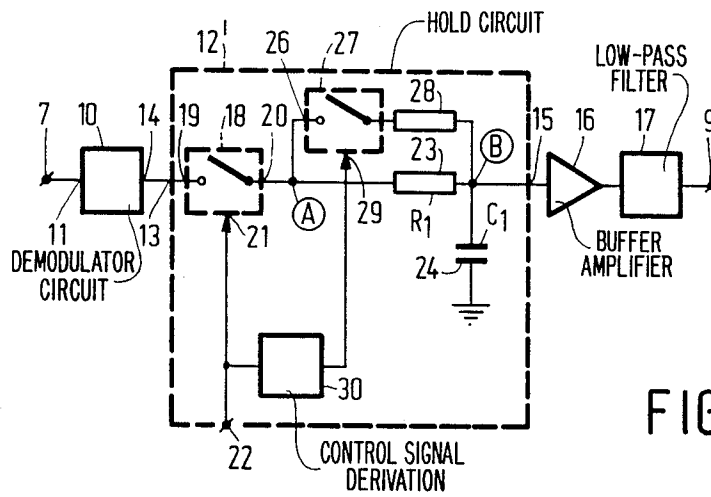 12'
26
27
HOLD CIRCUIT
LOW-PASS
FILTER
10
14
19
18
20
28
15
16
17
9
7
23
B
11
13
21
A
29
R1
C1
24
DEMODULATOR
CIRCUIT
BUFFER
AMPLIFIER
30
22
CONTROL SIGNAL
DERIVATION
FIG